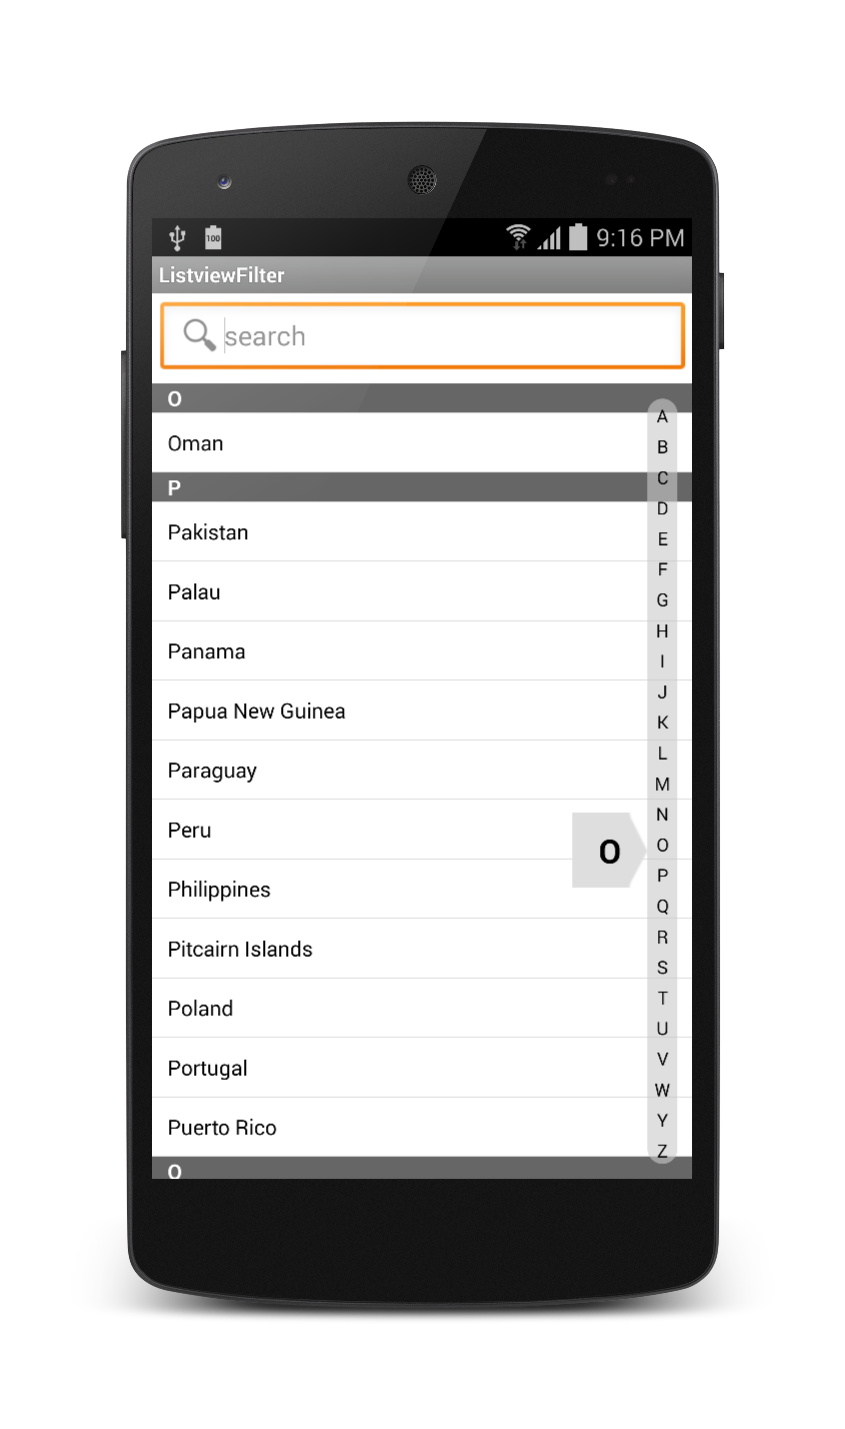 100
9:16 PM
ListviewFilter
search
O
Oman
P
Pakistan
Palau
Panama
Papua New Guinea
Paraguay
Peru
Philippines
Pitcairn Islands
Poland
Portugal
Puerto Rico
O
A
B
C
D
E
F
G
H
I
J
K
L
M
N
O
P
Q
R
S
T
U
V
W
Y
Z